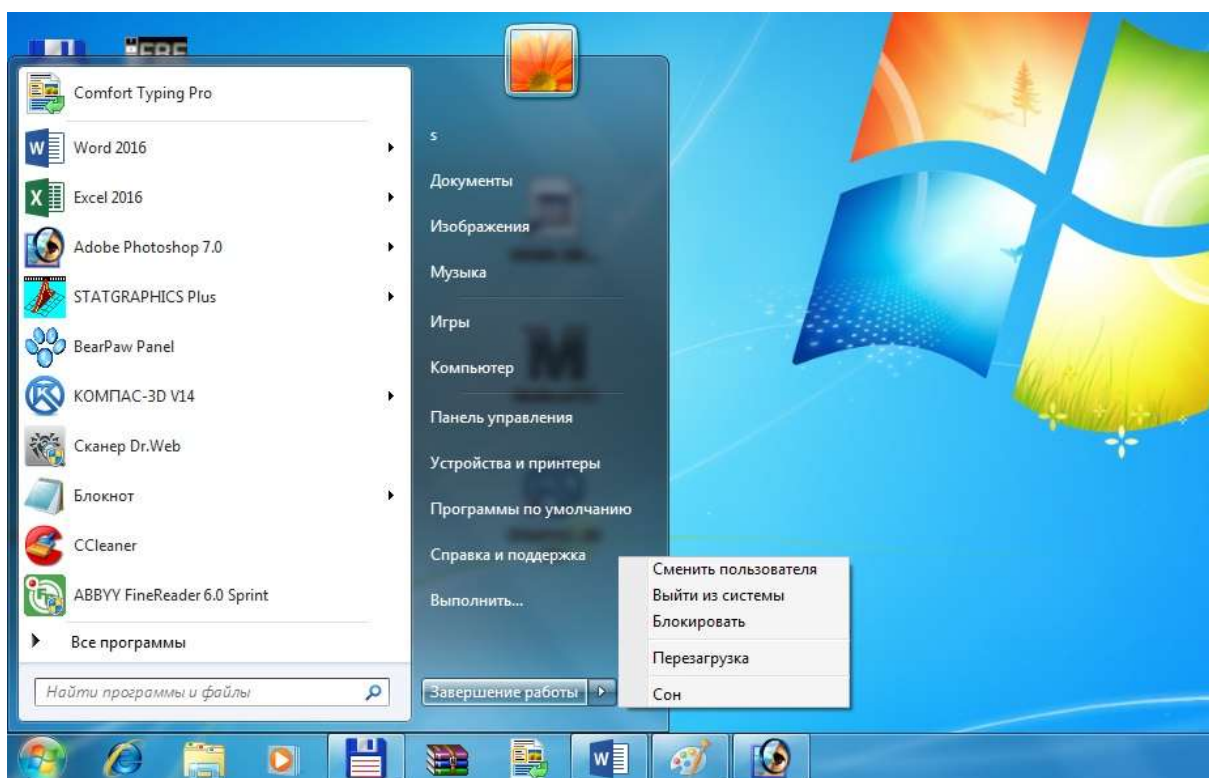 Comfort Typing Pro
Word 2016
Excel 2016
Adobe Photoshop 7.0
STATGRAPHICS Plus
BearPaw Panel
КОМПАС-3D V14
Сканер Dr.Web
Блокнот
CCleaner
ABBYY FineReader 6.0 Sprint
Все программы
Найти программы и файлы
s
Документы
Изображения
Музыка
Игры
Компьютер
Панель управления
Устройства и принтеры
Программы по умолчанию
Справка и поддержка
Выполнить...
Завершение работы
Сменить пользователя
Выйти из системы
Блокировать
Перезагрузка
Сон